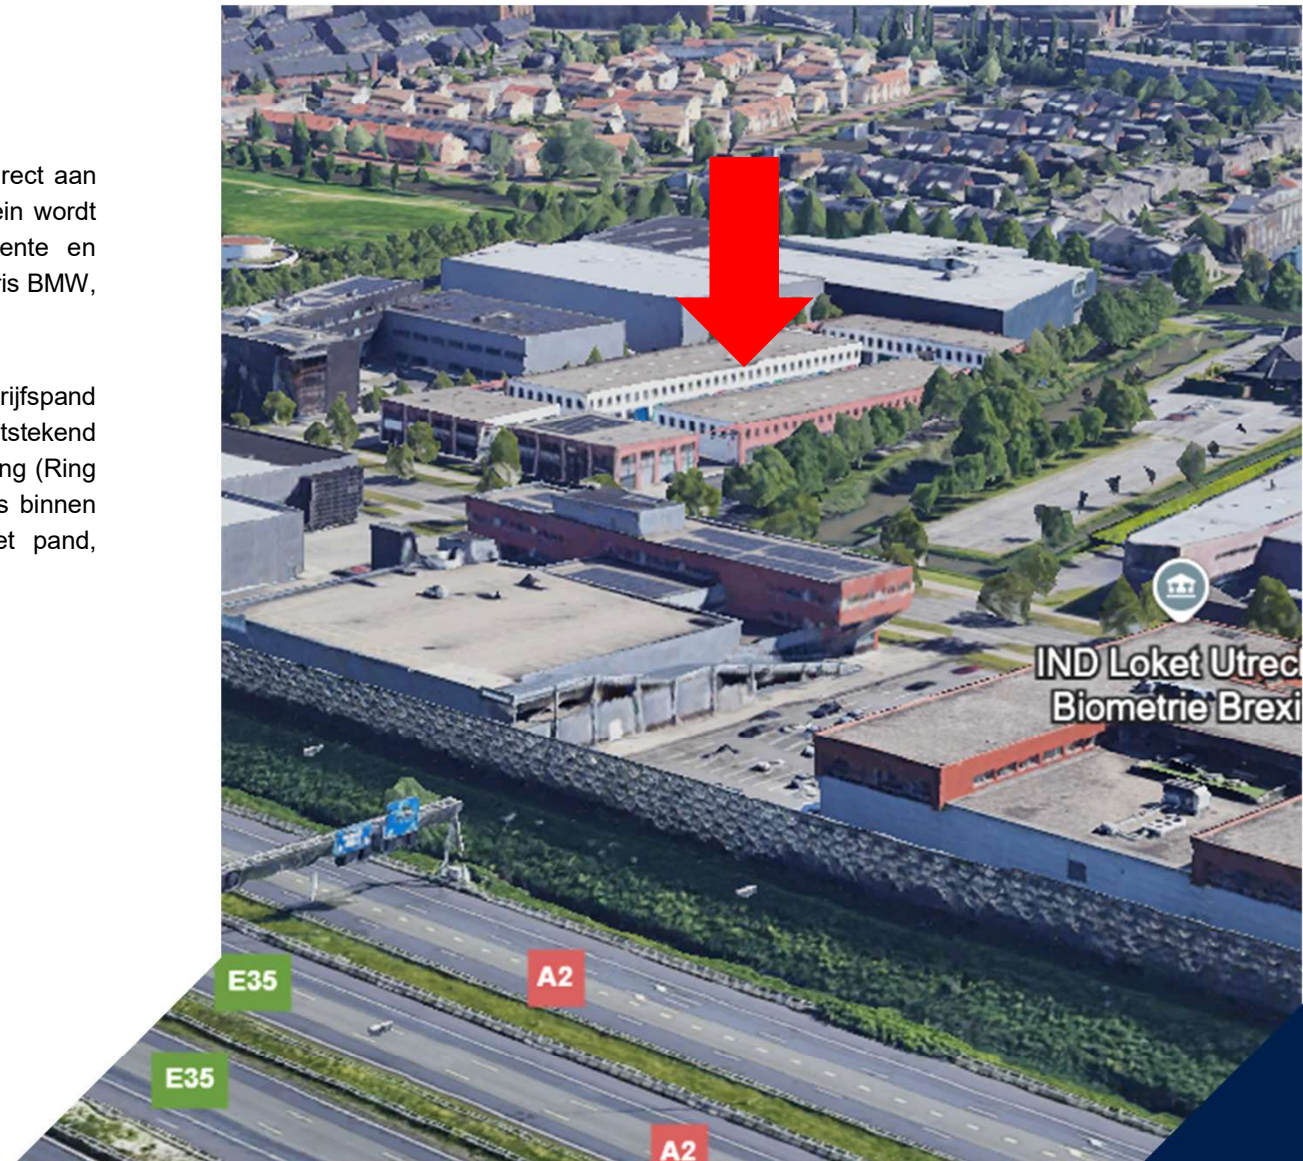 rect aan
ein wordt
ente en
ris BMW,
rijfspand
tstekend
ng (Ring
s binnen
et pand,
IND Loket Utrec
Biometrie Brexi
E35
A2
E35
A2